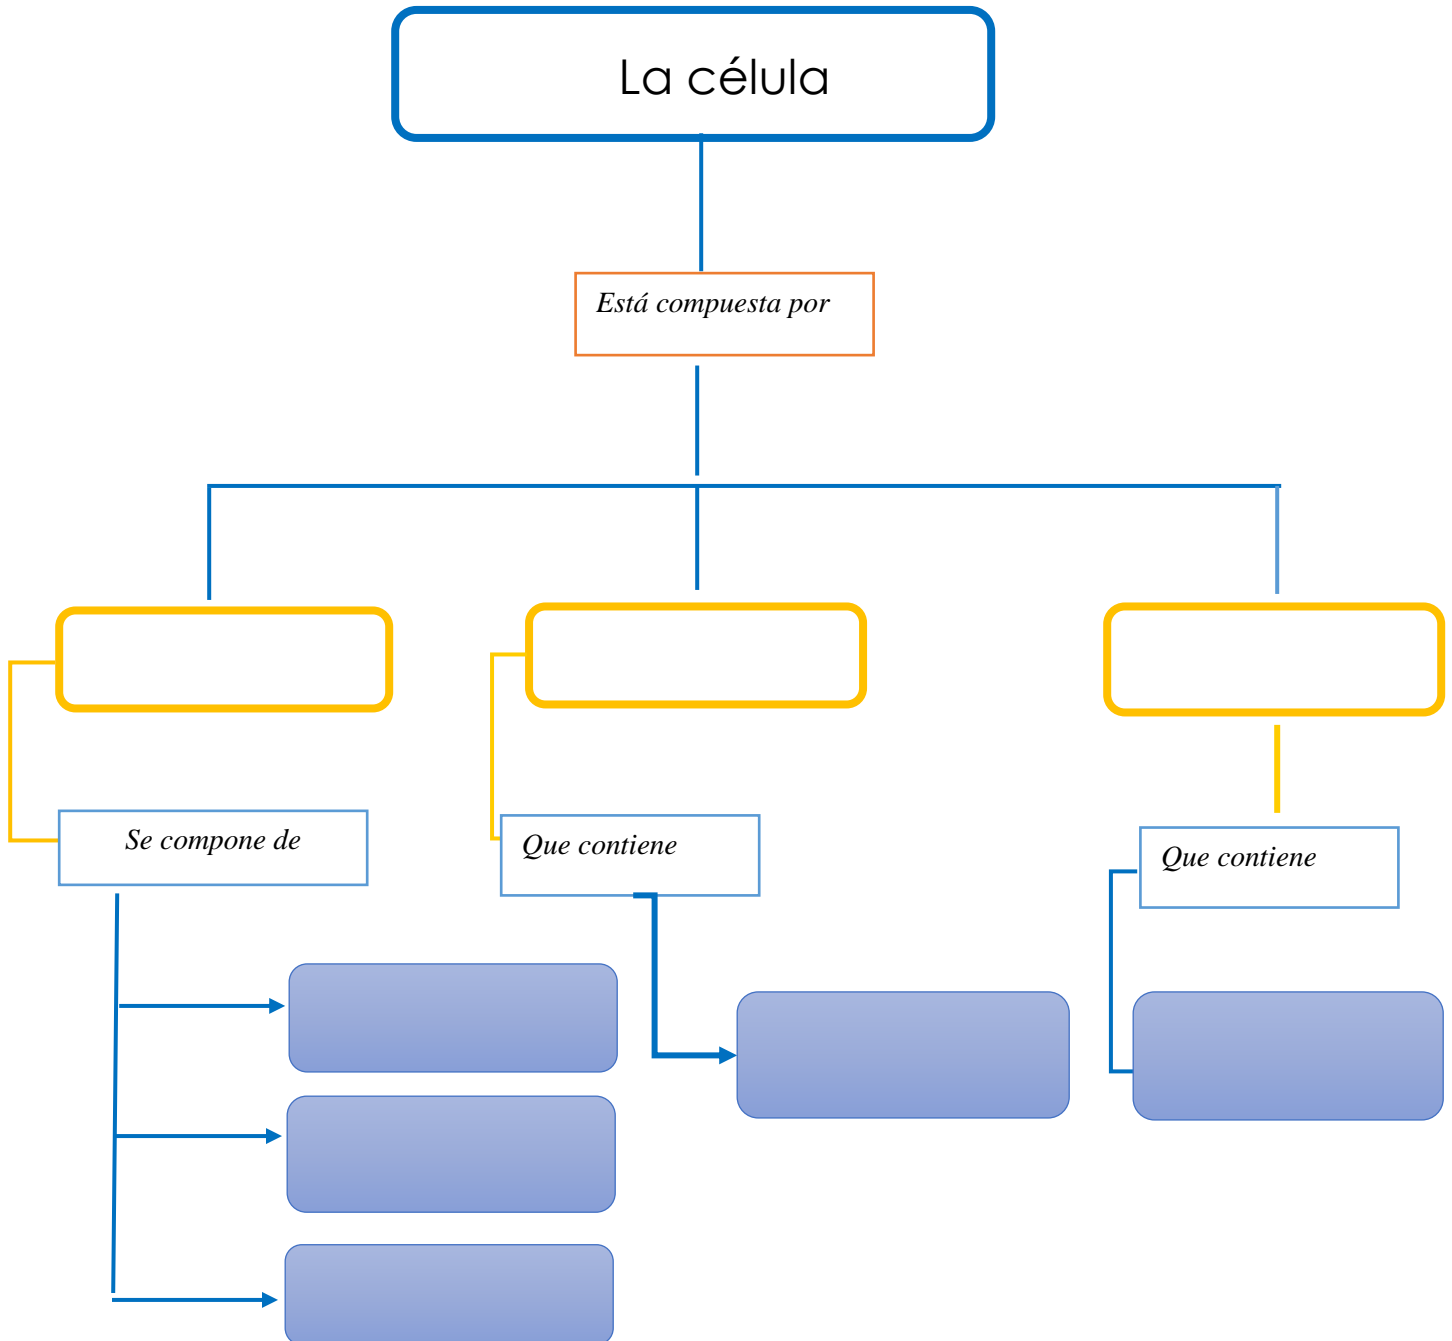 La célula
Está compuesta por
Se compone de
Que contiene
Que contiene